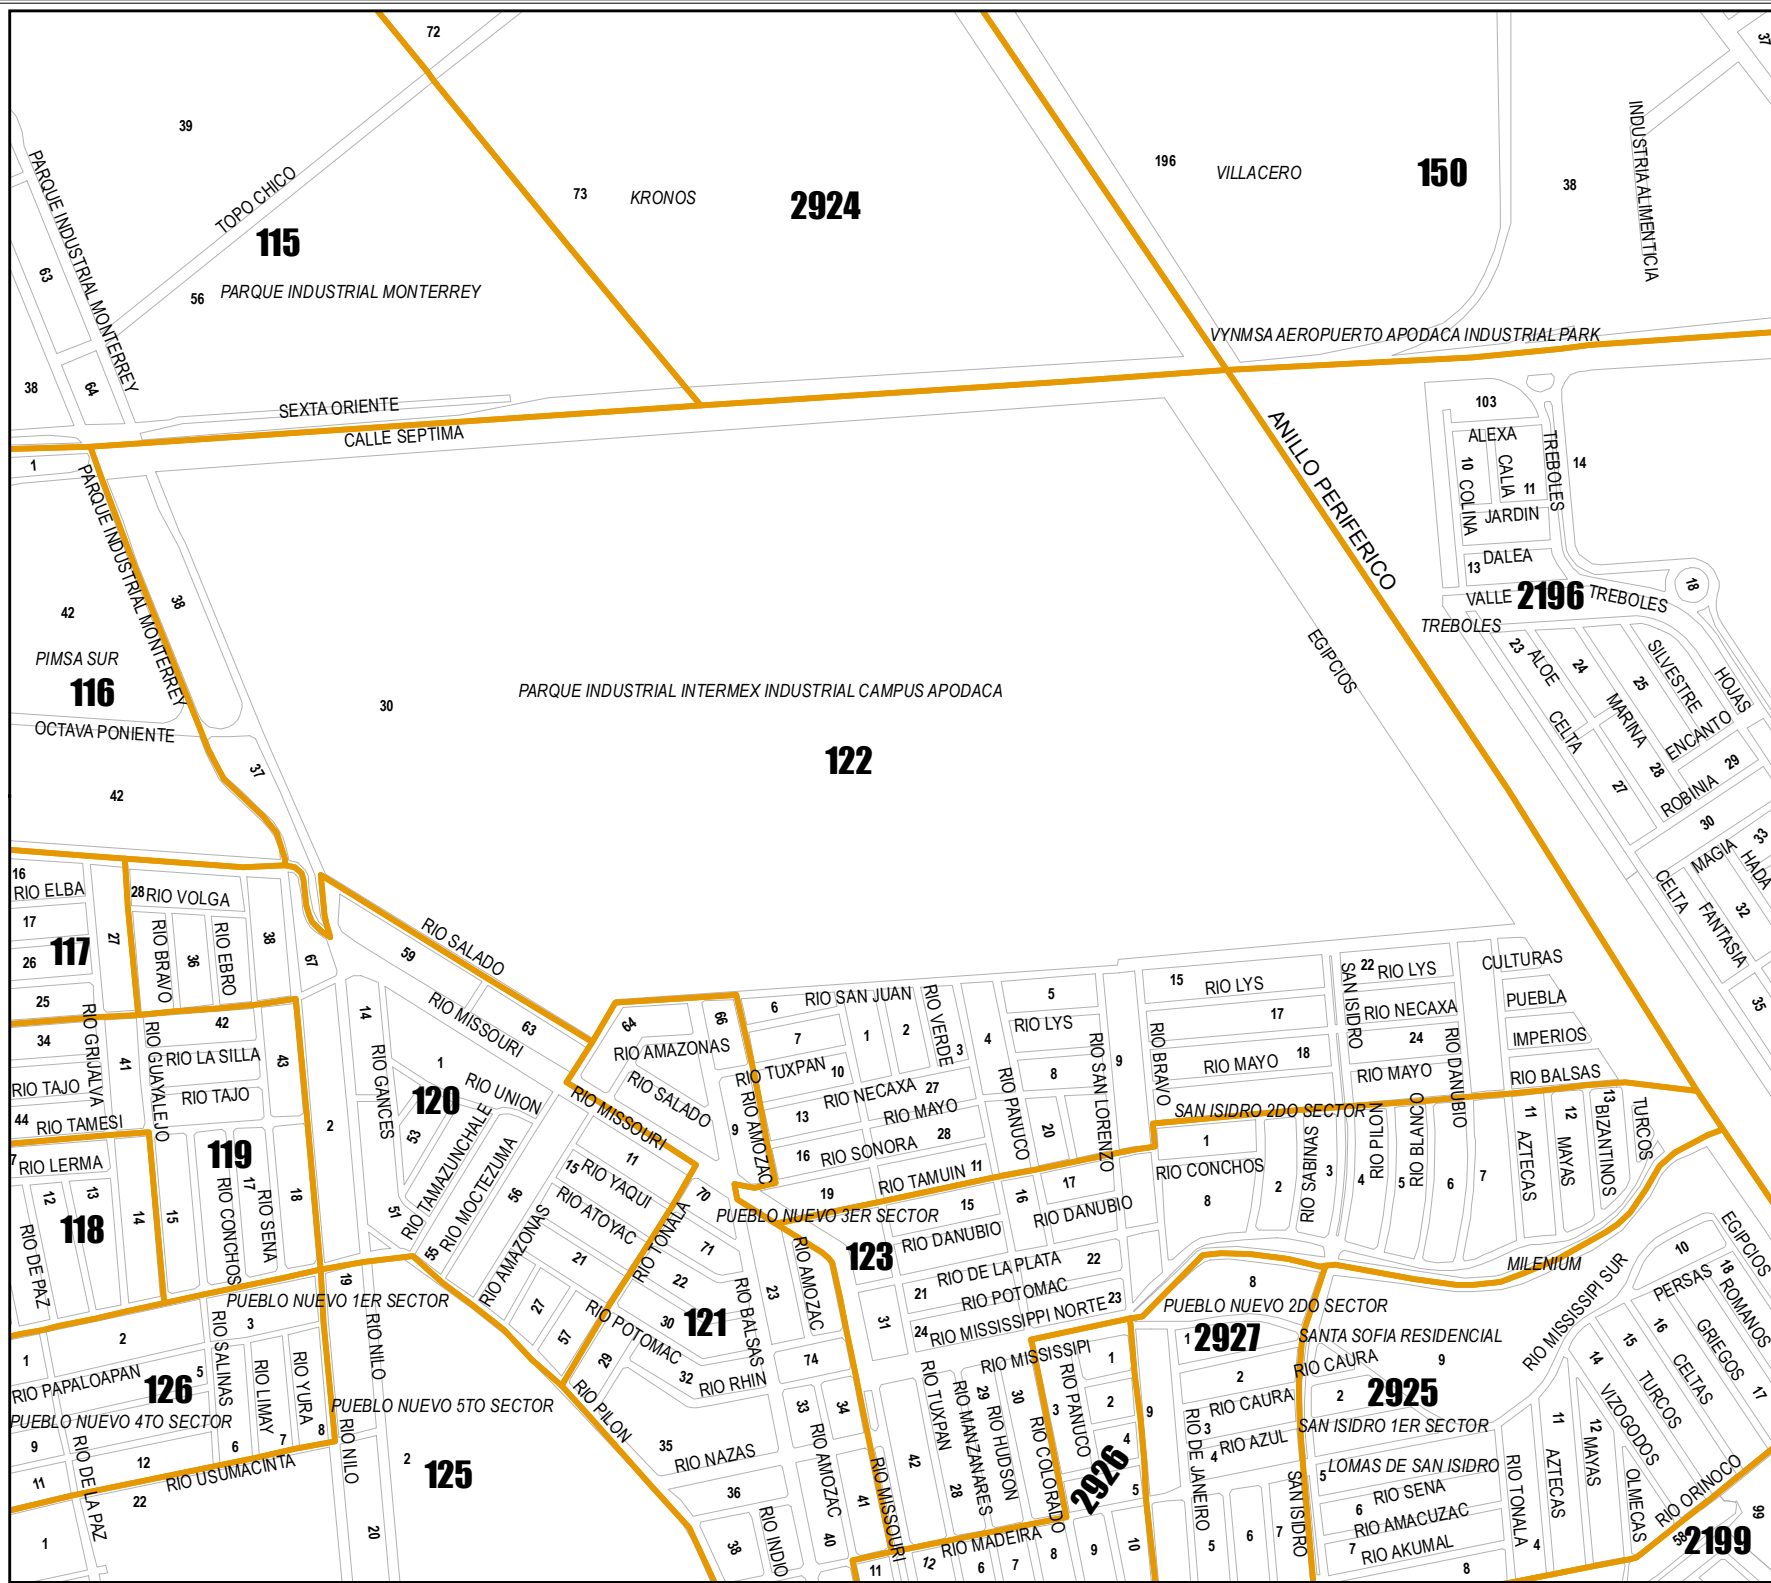 72
39
37
PARQUE INDUSTRIAL MONTERREY
TOPO CHICO
115
63
56
PARQUE INDUSTRIAL MONTERREY
73
KRONOS
2924
196
VILLACERO
150
38
INDUSTRIA ALIMENTICIA
VYNMSA AEROPUERTO APODACA INDUSTRIAL PARK
38
64
SEXTA ORIENTE
CALLE SEPTIMA
1
PARQUE INDUSTRIAL MONTERREY
ANILLO PERIFERICO
103
ALEXA
10
COLINA
CALIA
11
TREBOLES
14
JARDIN
13
DALEA
VALLE
2196
TREBOLES
18
TREBOLES
42
38
PIMSA SUR
116
OCTAVA PONIENTE
37
42
30
PARQUE INDUSTRIAL INTERMEX INDUSTRIAL CAMPUS APODACA
122
EGIPCIOS
23
ALOE
24
25
SILVESTRE
HOJAS
CELTA
MARINA
ENCANTO
28
29
27
ROBINIA
30
33
MAGIA
HADA
CELTA
32
FANTASIA
35
16
RIO ELBA
28
RIO VOLGA
17
117
27
26
RIO BRAVO
36
RIO EBRO
38
67
25
RIO GRIJALVA
34
41
RIO GUAYALEJO
42
RIO LA SILLA
43
RIO TAJO
RIO TAJO
44
RIO TAMESI
7
RIO LERMA
119
12
13
118
14
15
RIO CONCHOS
17
RIO SENA
18
RIO DE PAZ
2
14
RIO GANCES
59
RIO SALADO
RIO MISSOURI
63
1
120
RIO UNION
53
RIO TAMAZUNCHALE
RIO MOCTEZUMA
51
55
56
64
66
RIO AMAZONAS
RIO SALADO
RIO MISSOURI
9
RIO RIO AMOZAC
11
15
RIO YAQUI
RIO ATOYAC
RIO AMAZONAS
21
27
57
RIO TONALA
70
71
22
30
121
RIO BALSAS
23
RIO AMOZAC
RIO POTOMAC
29
32
RIO RHIN
RIO PILON
6
RIO SAN JUAN
RIO VERDE
7
1
2
3
4
5
RIO LYS
RIO TUXPAN
10
RIO NECAXA
27
8
RIO SAN LORENZO
9
13
RIO MAYO
RIO PANUCO
20
16
RIO SONORA
28
RIO TAMUIN
11
19
PUEBLO NUEVO 3ER SECTOR
15
16
17
123
RIO DANUBIO
RIO DANUBIO
RIO DE LA PLATA
22
21
RIO POTOMAC
31
24
RIO MISSISSIPPI NORTE
23
15
RIO LYS
SAN ISIDRO
22
RIO LYS
CULTURAS
17
RIO NECAXA
PUEBLA
RIO BRAVO
24
RIO DANUBIO
IMPERIOS
RIO MAYO
18
RIO MAYO
RIO BALSAS
SAN ISIDRO 2DO SECTOR
1
RIO CONCHOS
8
2
RIO SABINAS
3
RIO PILON
4
RIO BLANCO
5
6
7
11
AZTECAS
12
MAYAS
13
BIZANTINOS
TURCOS
MILENIUM
8
PUEBLO NUEVO 2DO SECTOR
2927
SANTA SOFIA RESIDENCIAL
RIO CAURA
9
RIO MISSISSIPI SUR
10
EGIPCIOS
PERSAS
18
ROMANOS
16
GRIEGOS
15
CELTAS
17
14
TURCOS
VIZOGODOS
1
2
RIO CAURA
3
RIO AZUL
4
2
2925
SAN ISIDRO 1ER SECTOR
5
LOMAS DE SAN ISIDRO
RIO SENA
6
RIO AMACUZAC
7
RIO AKUMAL
8
RIO TONALA
4
11
AZTECAS
12
MAYAS
OLMECAS
RIO ORINOCO
58
2199
99
19
PUEBLO NUEVO 1ER SECTOR
RIO NILO
2
3
1
RIO SALINAS
RIO PAPALOAPAN
126
5
RIO LIMAY
RIO YURA
PUEBLO NUEVO 4TO SECTOR
PUEBLO NUEVO 5TO SECTOR
9
RIO DE LA PAZ
12
6
7
8
RIO NILO
11
RIO USUMACINTA
22
1
2
125
20
74
33
34
RIO AMOZAC
35
RIO NAZAS
36
41
RIO MISSOURI
38
RIO INDIO
40
RIO TUXPAN
42
RIO MANZANARES
28
29
RIO HUDSON
30
RIO COLORADO
RIO MISSISSIPI
1
RIO PANUCO
2
3
4
2926
5
9
RIO DE JANEIRO
5
6
7
SAN ISIDRO
RIO MADEIRA
11
12
6
7
8
9
10